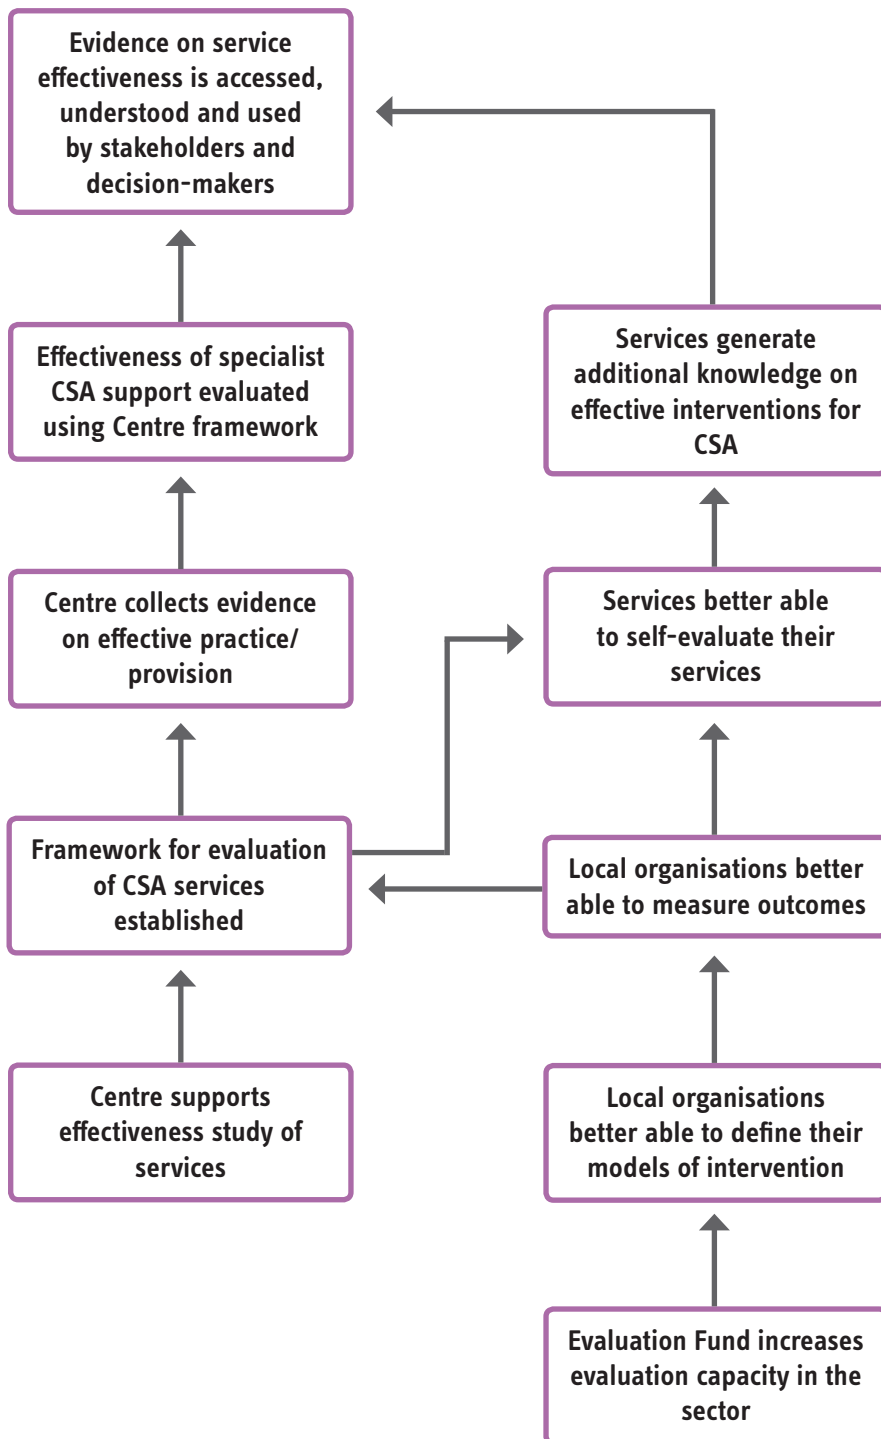 Evidence on service
effectiveness is accessed,
understood and used
by stakeholders and
decision-makers
Effectiveness of specialist
CSA support evaluated
using Centre framework
Services generate
additional knowledge on
effective interventions for
CSA
Centre collects evidence
on effective practice/
provision
Services better able
to self-evaluate their
services
Framework for evaluation
of CSA services
established
Local organisations better
able to measure outcomes
Centre supports
effectiveness study of
services
Local organisations
better able to define their
models of intervention
Evaluation Fund increases
evaluation capacity in the
sector